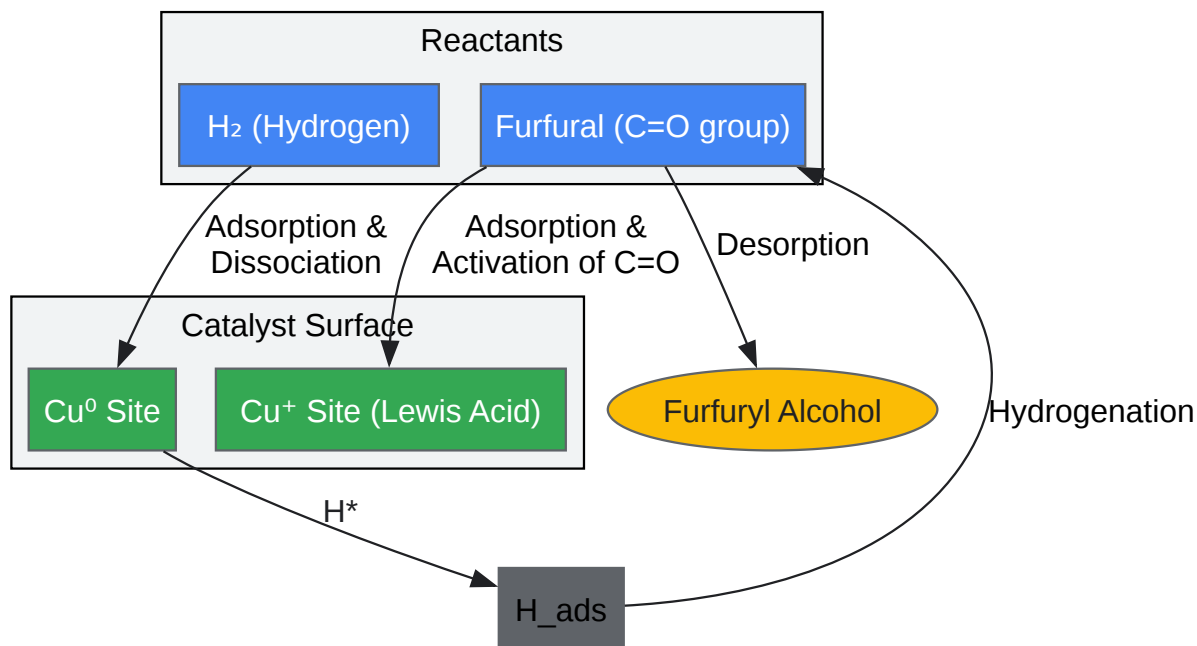 Reactants
H₂ (Hydrogen)
Furfural (C=O group)
Adsorption &
Dissociation
Adsorption &
Activation of C=O
Desorption
Catalyst Surface
Cu⁰ Site
Cu⁺ Site (Lewis Acid)
Furfuryl Alcohol
Hydrogenation
H*
H_ads